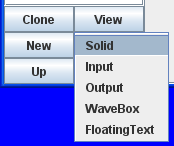 Clone View
New
Up
Solid
Input
Output
WaveBox
FloatingText